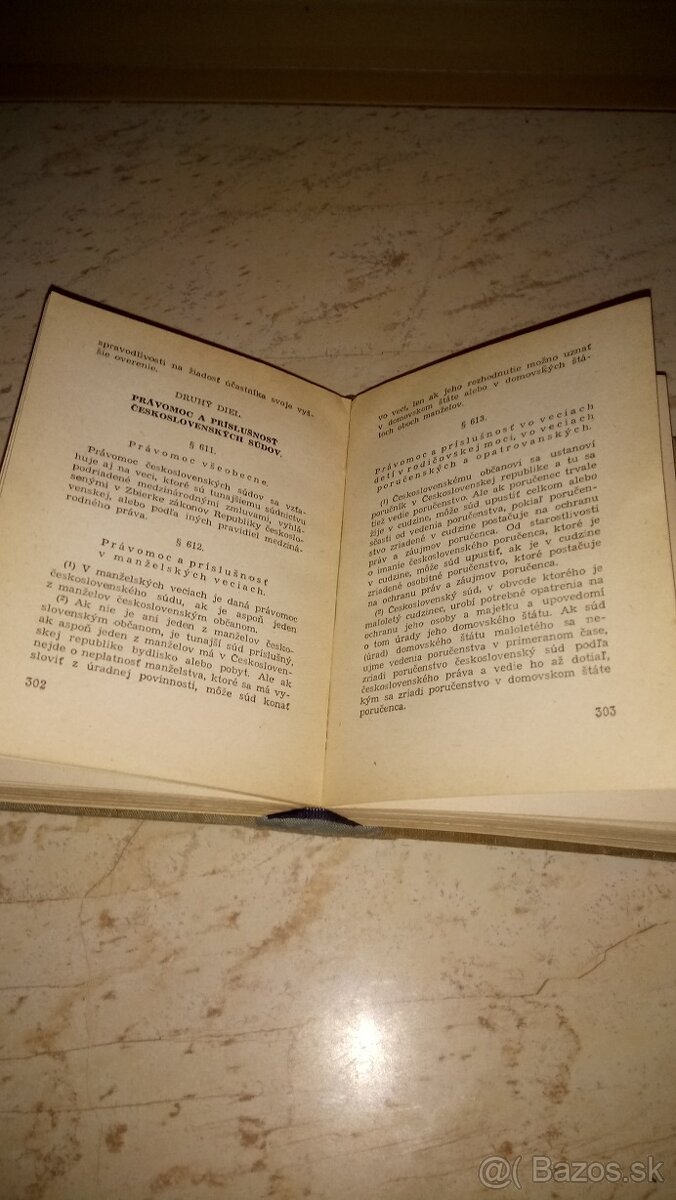 spravodlivosti na žiadosť účastníka svoje vyš-
šie overenie.
DRUHÝ DIEL.
PRÁVOMOC A PRÍSLUŠNOSŤ
ČESKOSLOVENSKÝCH SÚDOV.
§ 611.
Právomoc všeobecne.
Právomoc československých súdov sa vzťa-
huje aj na veci, ktoré sú tunajšiemu súdnictvu
podriadené medzinárodnými zmluvami, vyhlá-
senými v Zbierke zákonov Republiky českoslo-
venskej, alebo podľa iných pravidiel mediná-
rodného práva.
§ 612.
Právomoc a príslušnosť
v manželských veciach.
(1) V manželských veciach je daná právomoc
československého súdu, ak je aspoň jeden
z manželov československým občanom.
(2) Ak nie je ani jeden z manželov česko-
slovenským občanom, je tunajší súd príslušný,
ak aspoň jeden z manželov má v Českosloven-
skej republike bydlisko alebo pobyt. Ale ak
nejde o neplatnosť manželstva, ktoré sa má vy-
sloviť z úradnej povinnosti, môže súd konať
302
vo veci, len ak jeho rozhodnutie možno uznať
v domovskom štáte alebo v domovských štá-
toch oboch manželov.
§ 613.
Právomoc a príslušnosť vo veciach
detí v rodičovskej moci, vo veciach
poručenských a opatrovanských.
(1) Československému občanovi sa ustanoví
poručník v Československej republike a tu sa
tiež vedie poručenstvo. Ale ak poručenec trvale
žije v cudzine, môže súd upustiť celkom alebo
sčasti od vedenia poručenstva, pokiaľ poručen-
stvo zriadené v cudzine postačuje na ochranu
práv a záujmov poručenca. Od starostlivosti
o imanie československého poručenca, ktoré je
v cudzine, môže súd upustiť, ak je v cudzine
zriadené osobitné poručenstvo, ktoré postačuje
na ochranu práv a záujmov poručenca.
(2) Československý súd, v obvode ktorého je
maloletý cudzinec, urobí potrebné opatrenia na
ochranu jeho osoby a majetku a upovedomí
o tom úrady jeho domovského štátu. Ak súd
(úrad) domovského štátu maloletého sa ne-
ujme vedenia poručenstva v primeranom čase,
zriadi poručenstvo československý súd podľa
československého práva a vedie ho až dotiaľ,
kým sa zriadi poručenstvo v domovskom štáte
poručenca.
303
@( Bazos.sk